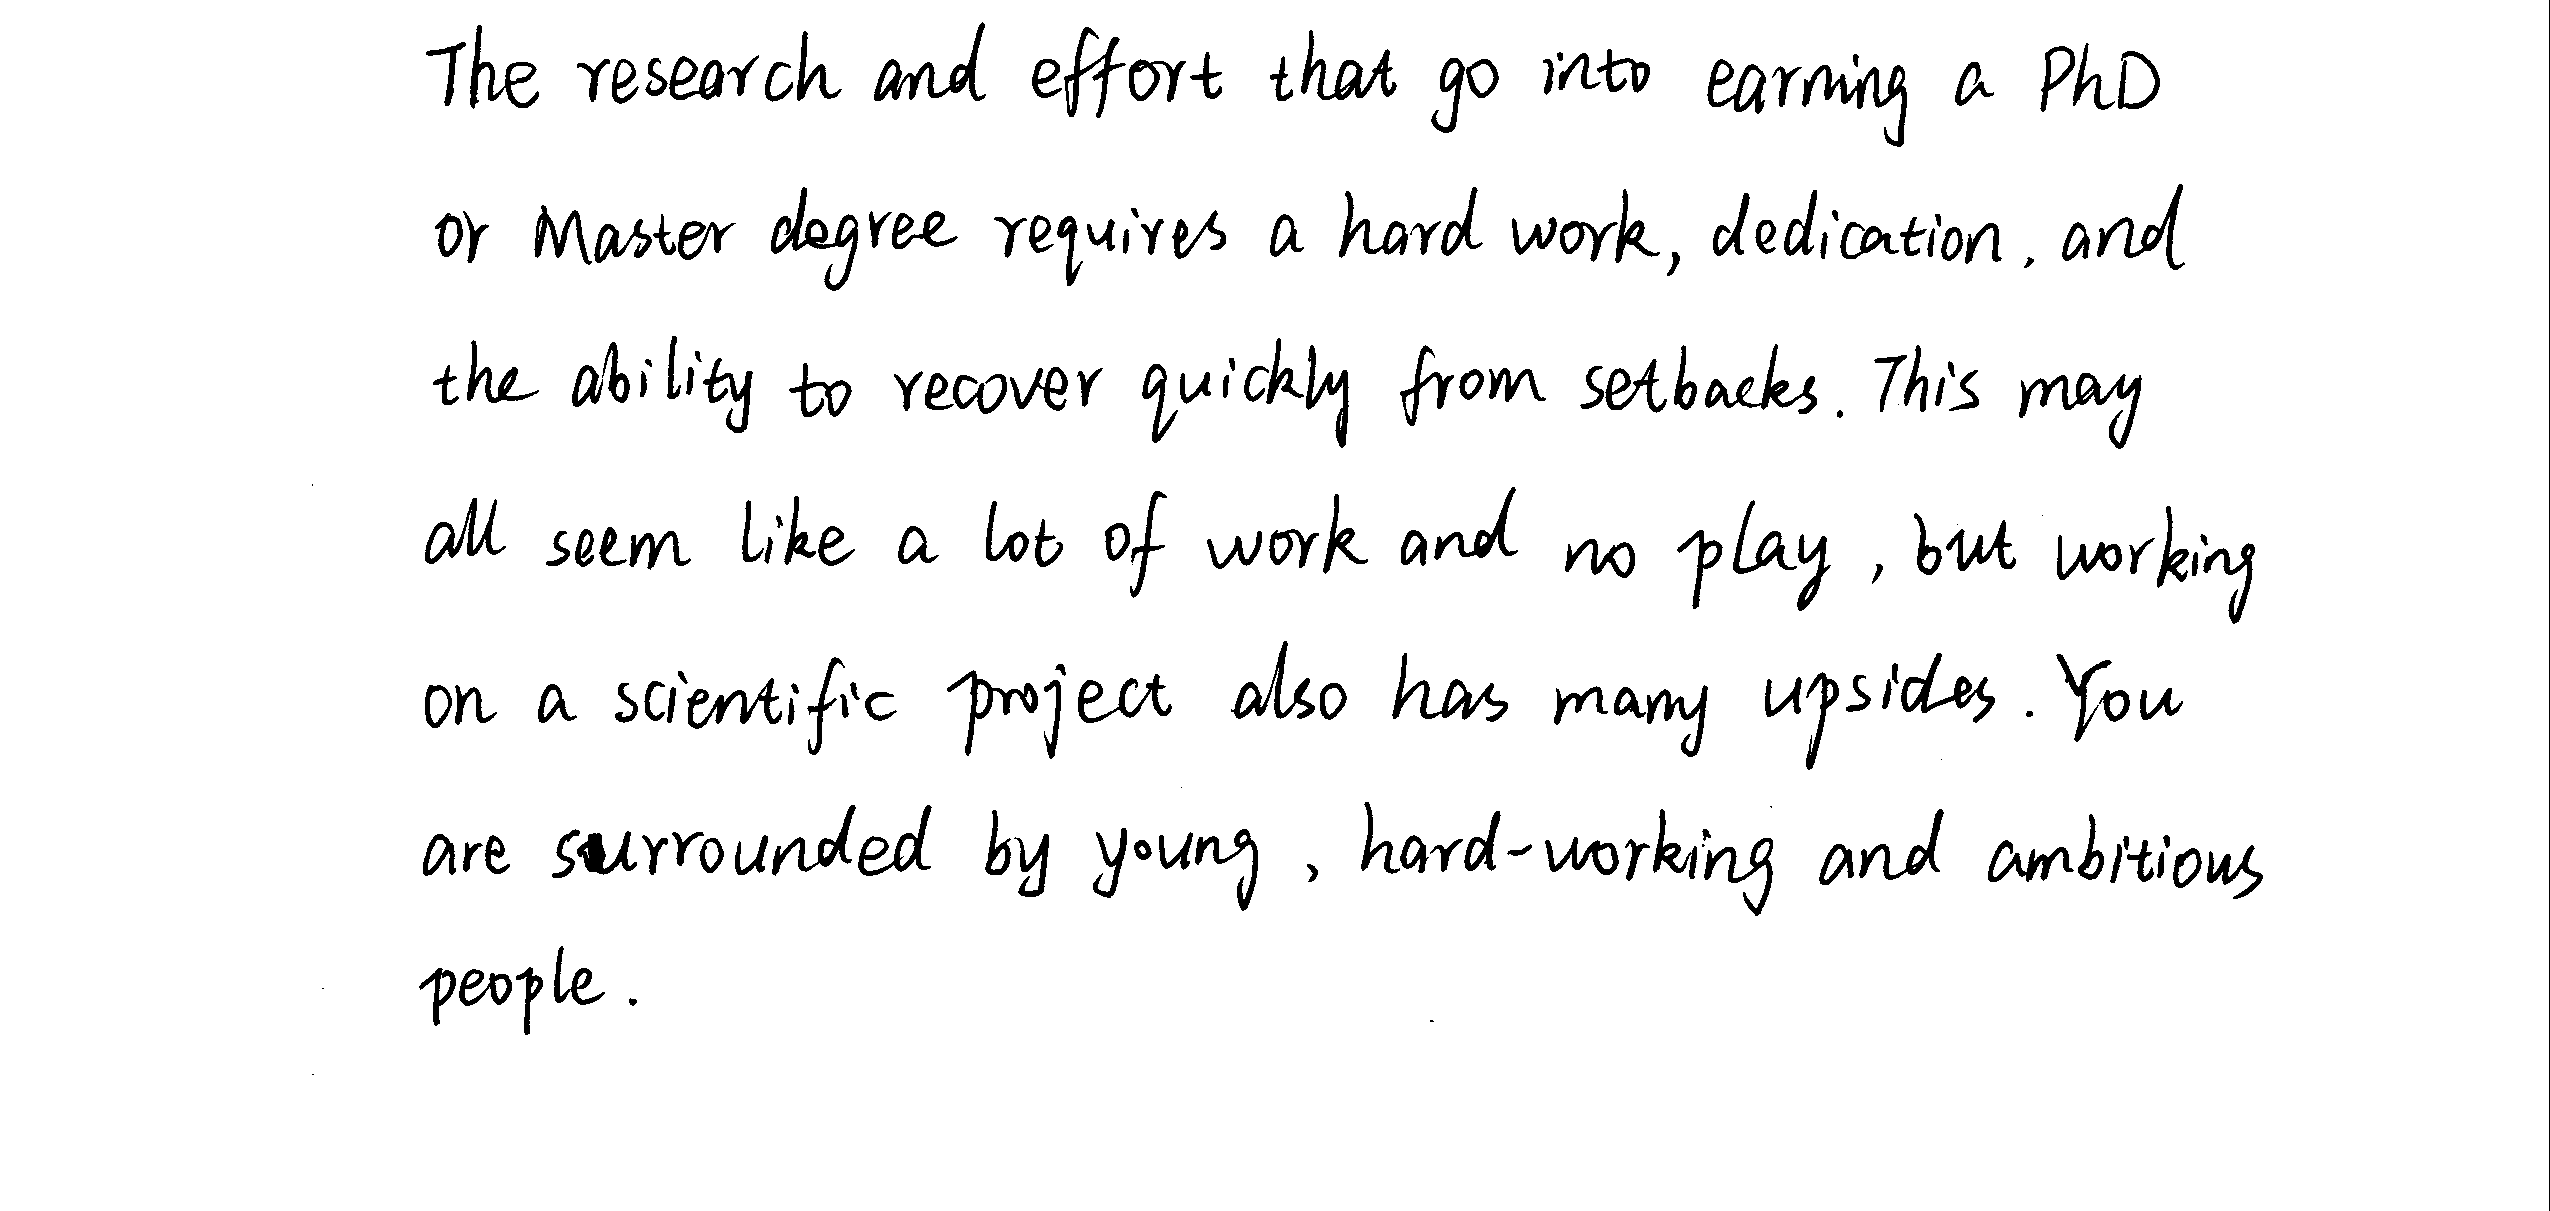 The research and effort that go into earning a PhD
or Master degree requires a hard work, dedication, and
the ability to recover quickly from setbacks. This may
all seem like a lot of work and no play, but working
on a scientific project also has many upsides. You
are surrounded by young, hard-working and ambitious
people.